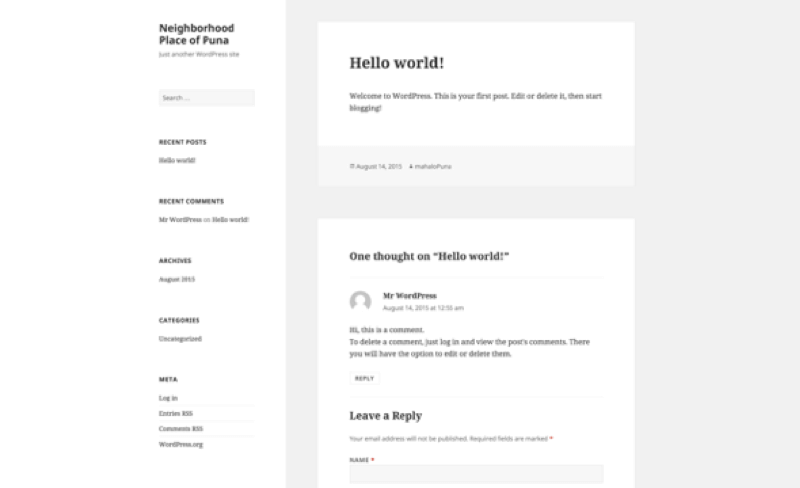 Neighborhood
Place of Puna
Just another WordPress site
Search …
RECENT POSTS
Hello world!
RECENT COMMENTS
Mr WordPress on Hello world!
ARCHIVES
August 2015
CATEGORIES
Uncategorized
META
Log in
Entries RSS
Comments RSS
WordPress.org
Hello world!
Welcome to WordPress. This is your first post. Edit or delete it, then start
blogging!
August 14, 2015 mahaloPuna
One thought on “Hello world!”
Mr WordPress
August 14, 2015 at 12:55 am
Hi, this is a comment.
To delete a comment, just log in and view the post's comments. There
you will have the option to edit or delete them.
REPLY
Leave a Reply
Your email address will not be published. Required fields are marked *
NAME *